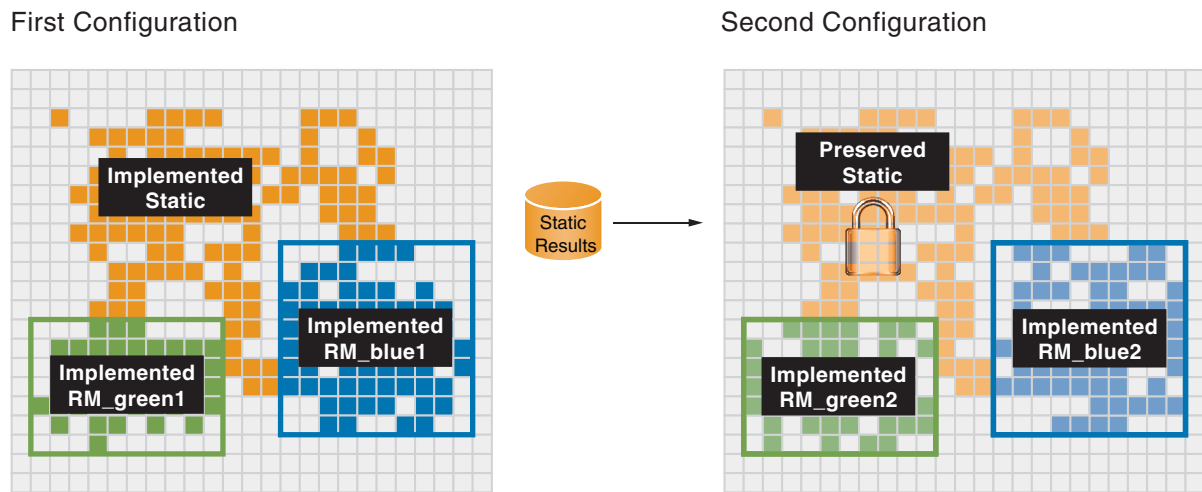 First Configuration
Second Configuration
Implemented
Static
Static
Results
Preserved
Static
Implemented
RM_green1
Implemented
RM_blue1
Implemented
RM_green2
Implemented
RM_blue2